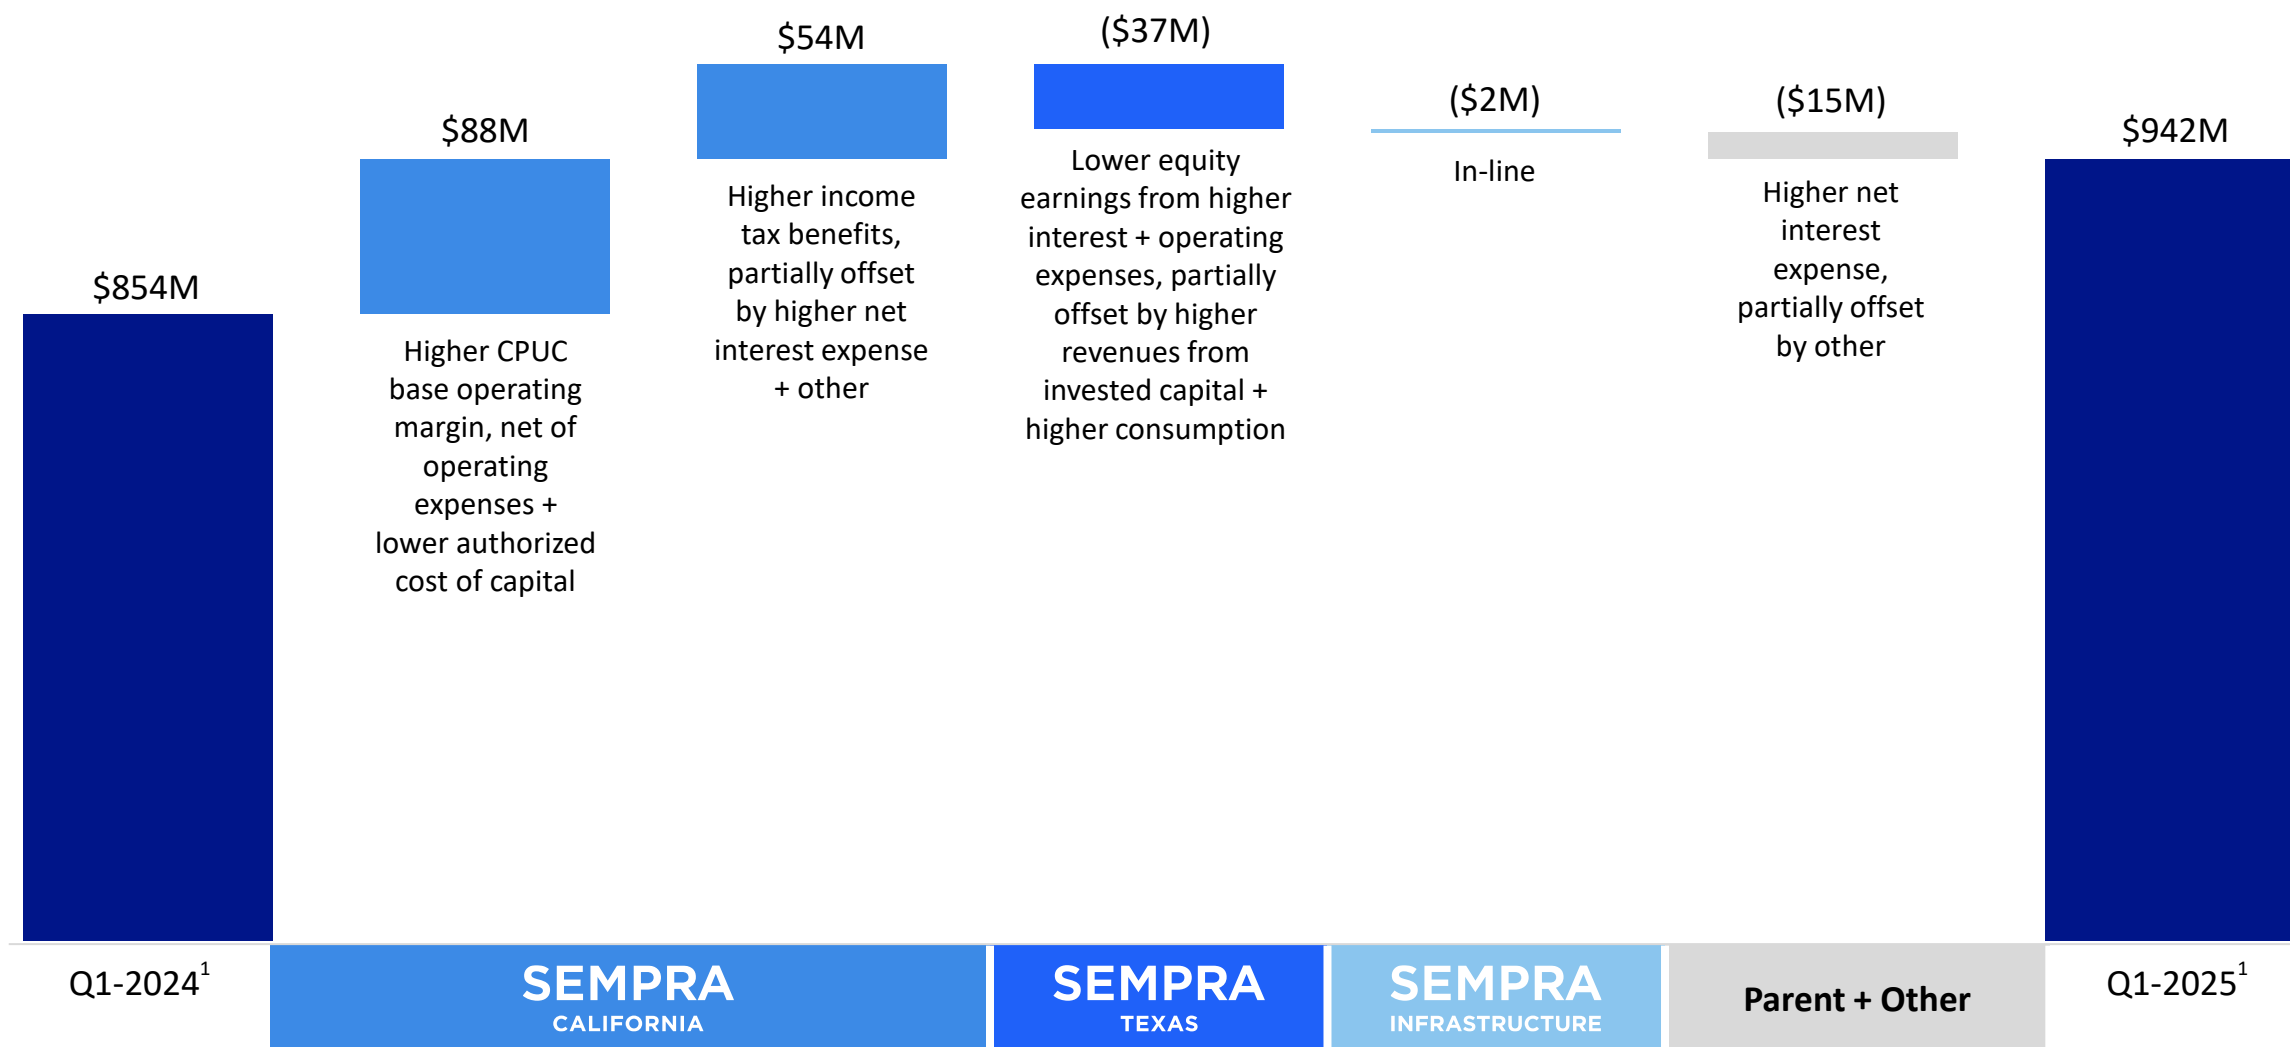 $854M
$88M
Higher CPUC
base operating
margin, net of
operating
expenses +
lower authorized
cost of capital
$54M
Higher income
tax benefits,
partially offset
by higher net
interest expense
+ other
($37M)
Lower equity
earnings from higher
interest + operating
expenses, partially
offset by higher
revenues from
invested capital +
higher consumption
($2M)
In-line
($15M)
Higher net
interest
expense,
partially offset
by other
$942M
Q1-2024¹
SEMPRA
CALIFORNIA
SEMPRA
TEXAS
SEMPRA
INFRASTRUCTURE
Parent + Other
Q1-2025¹